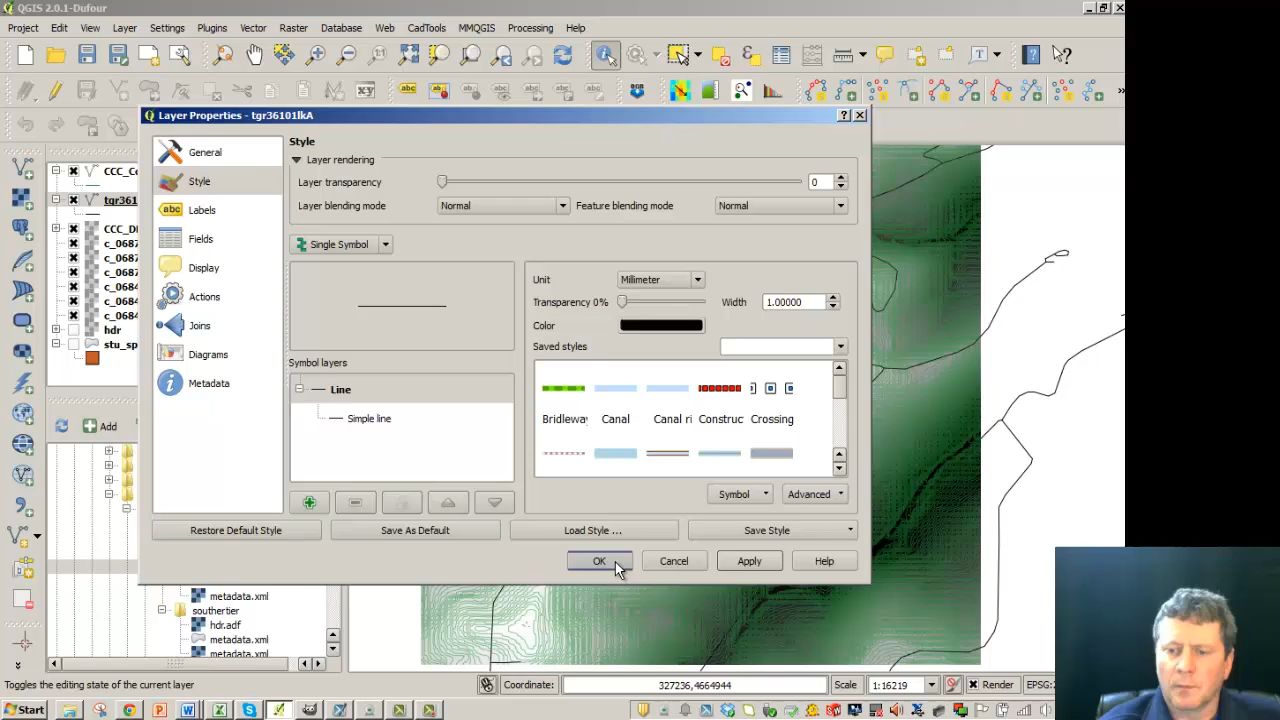 QGIS 2.0.1-Dufour
Project Edit View Layer Settings Plugins Vector Raster Database Web CadTools MMQGIS Processing Help
Layer Properties - tgr36101lkA
General
Style
Labels
Fields
Display
Actions
Joins
Diagrams
Metadata
Style
Layer rendering
Layer transparency 0
Layer blending mode Normal Feature blending mode Normal
Single Symbol
Unit Millimeter
Transparency 0% Width 1.00000
Color
Saved styles
Bridleway Canal Canal ri Construc Crossing
Symbol layers
Line
Simple line
Symbol Advanced
Restore Default Style Save As Default Load Style ... Save Style
OK Cancel Apply Help
CCC_Co
tgr361
CCC_D
c_0687
c_0687
c_0687
c_0684
c_0684
c_0684
hdr
stu_sp
Add
metadata.xml
southertier
hdr.adf
metadata.xml
metadata.xml
Toggles the editing state of the current layer Coordinate: 327236,4664944 Scale 1:16219 Render EPSG:2
Start